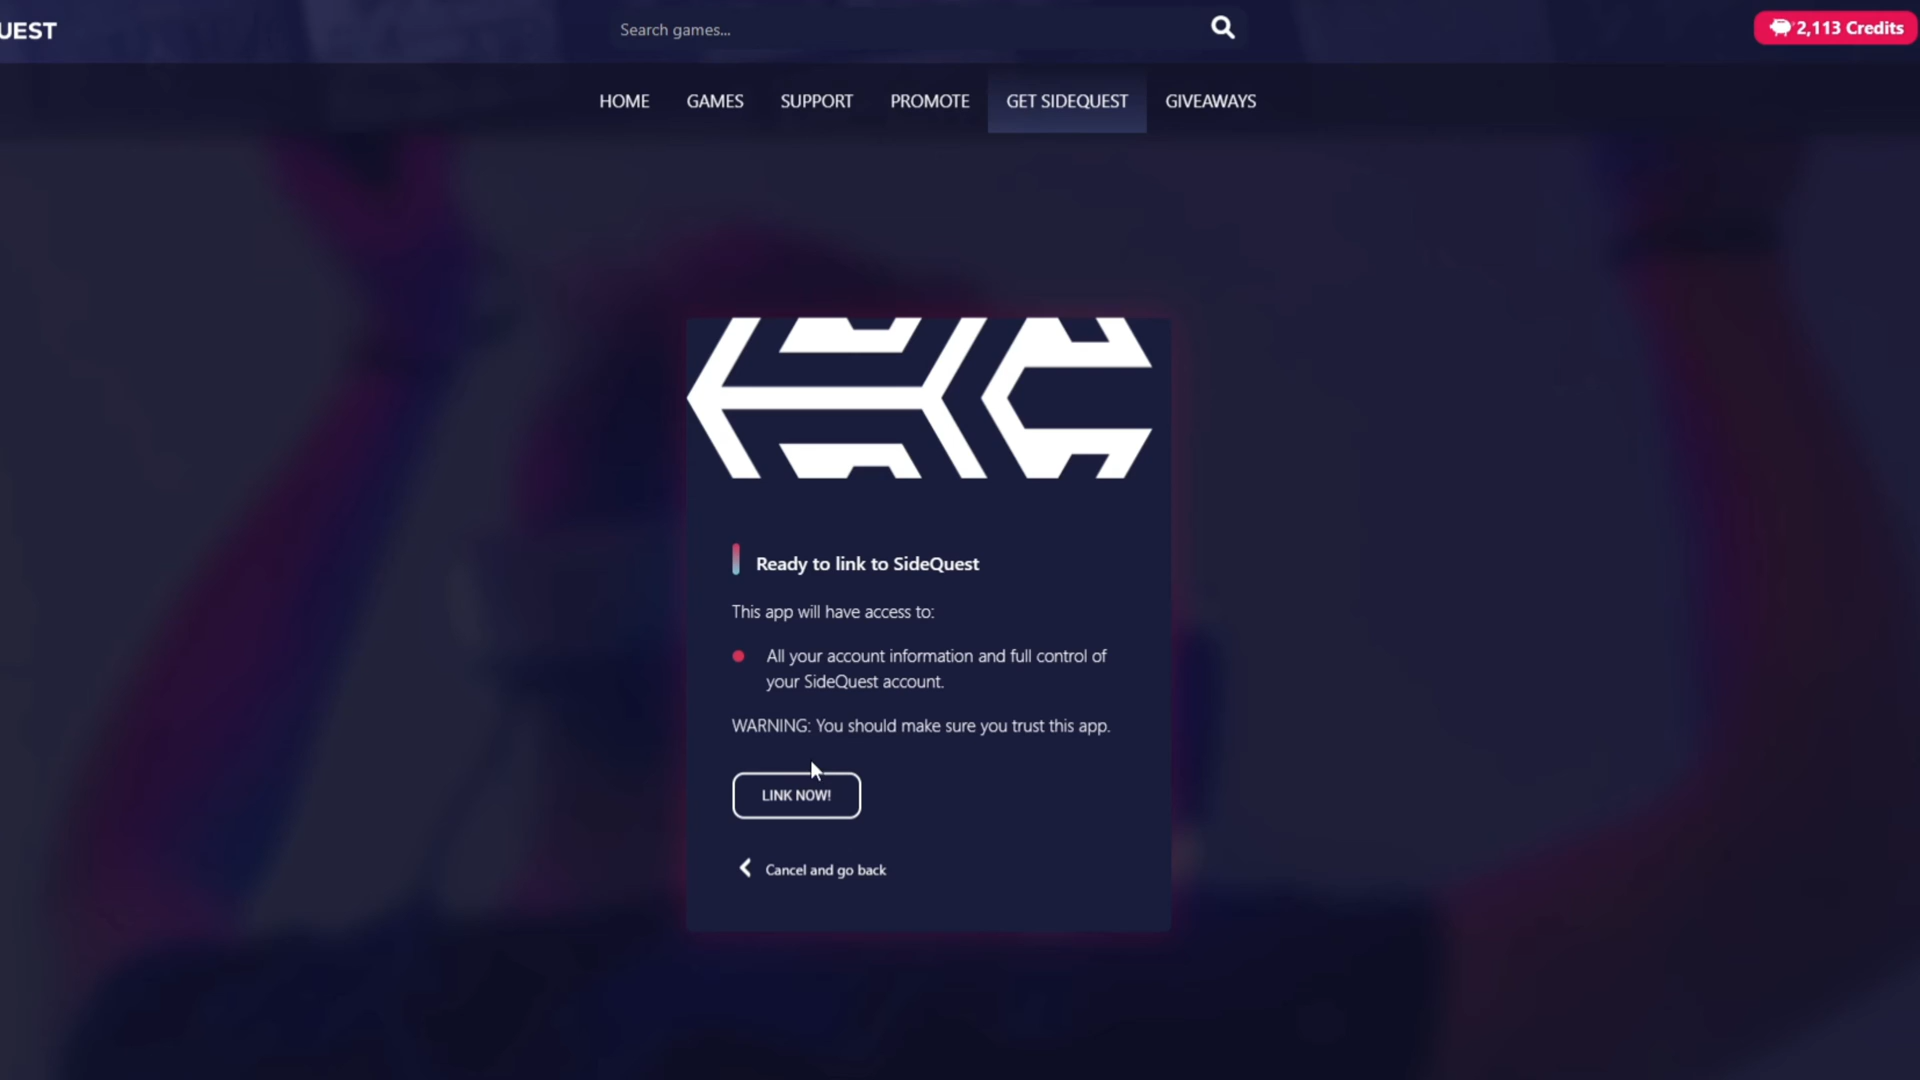 UEST
Search games...
2,113 Credits
HOME
GAMES
SUPPORT
PROMOTE
GET SIDEQUEST
GIVEAWAYS
Ready to link to SideQuest
This app will have access to:
All your account information and full control of
your SideQuest account.
WARNING: You should make sure you trust this app.
LINK NOW!
Cancel and go back